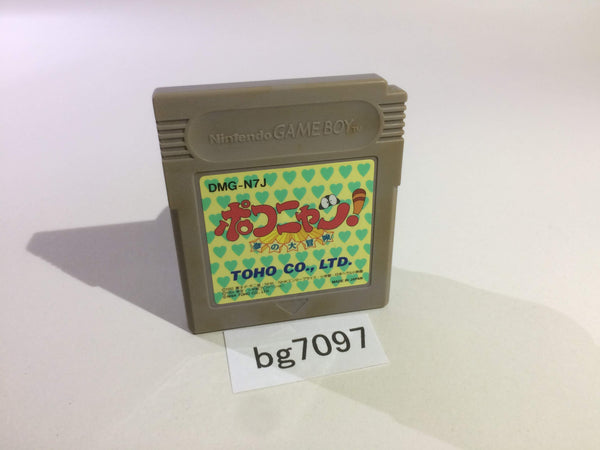 Nintendo GAME BOY TM
DMG-N7J
ポコニャン!
夢の大冒険
TOHO CO., LTD.
MADE IN JAPAN
bg7097